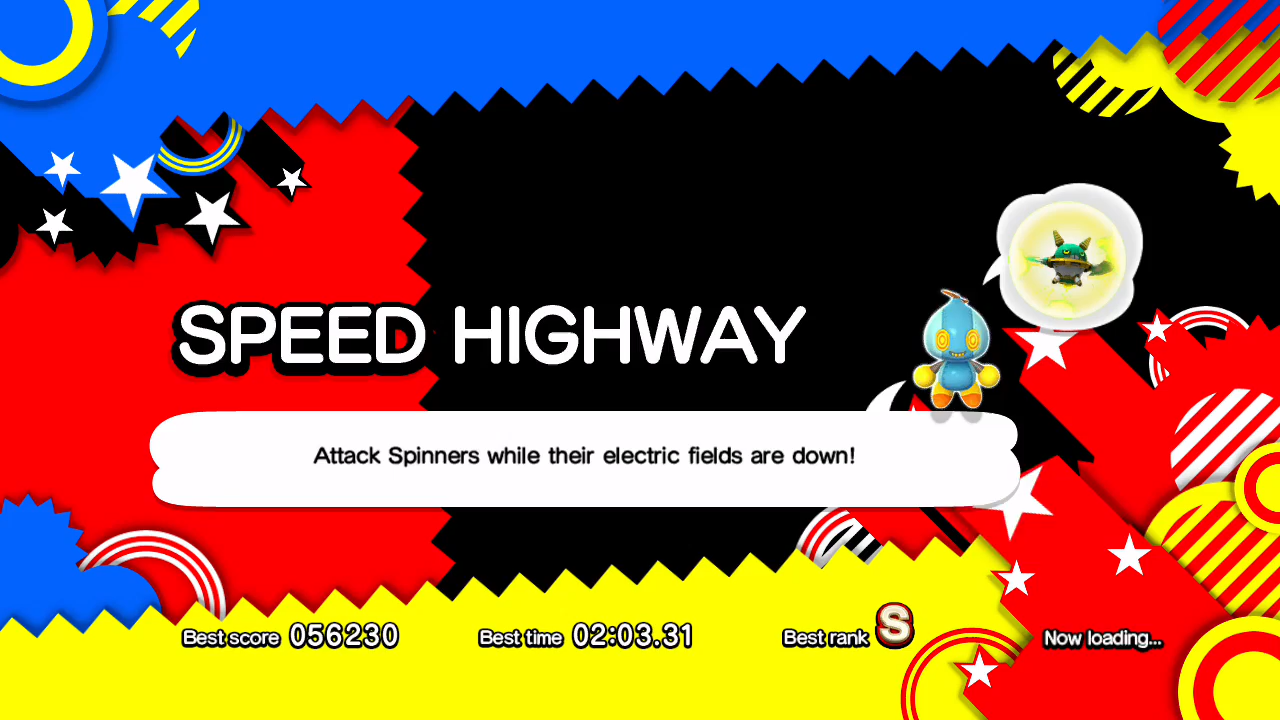 SPEED HIGHWAY
Attack Spinners while their electric fields are down!
Best score 056230 Best time 02:03.31 Best rank S Now loading...